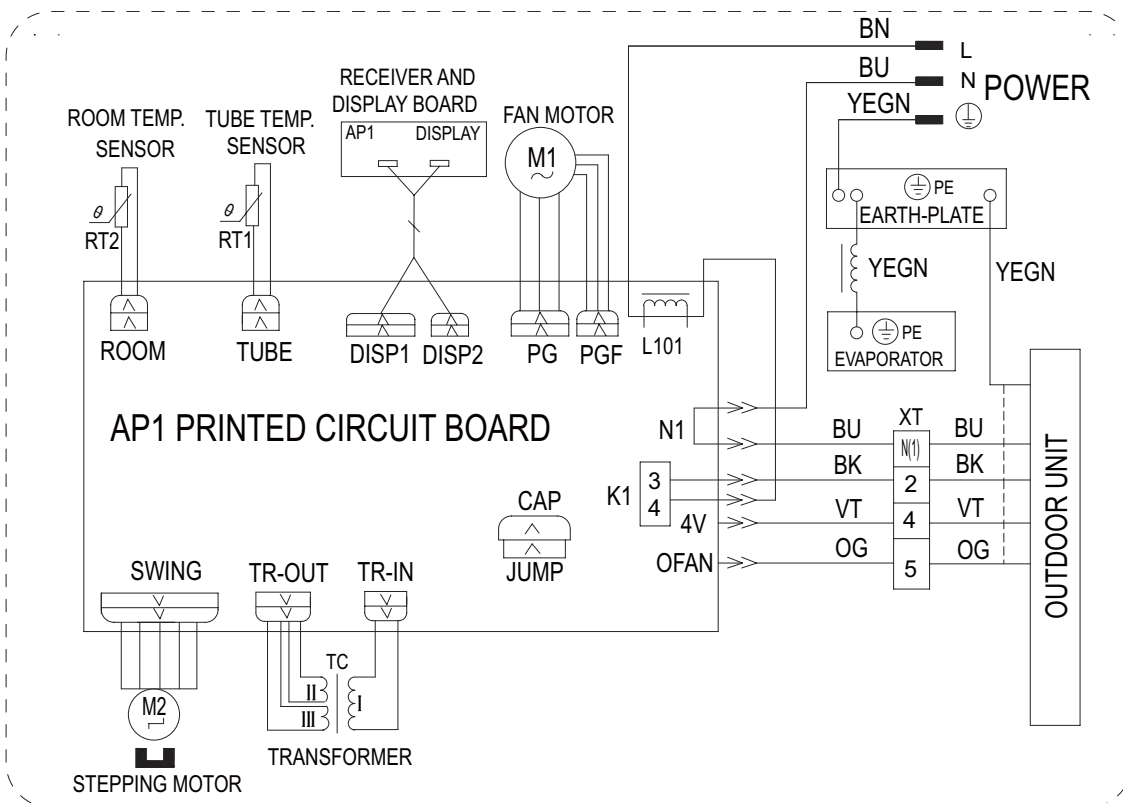 BN
L
BU
N
POWER
YEGN
RECEIVER AND
DISPLAY BOARD
AP1
DISPLAY
ROOM TEMP.
SENSOR
TUBE TEMP.
SENSOR
FAN MOTOR
M1
~
θ
RT2
θ
RT1
PE
EARTH-PLATE
YEGN
YEGN
PE
EVAPORATOR
ROOM
TUBE
DISP1
DISP2
PG
PGF
L101
AP1 PRINTED CIRCUIT BOARD
N1
K1
3
4
4V
OFAN
XT
BU
N(1)
BU
BK
2
BK
VT
4
VT
OG
5
OG
OUTDOOR UNIT
CAP
JUMP
SWING
TR-OUT
TR-IN
M2
TC
II
III
I
TRANSFORMER
STEPPING MOTOR